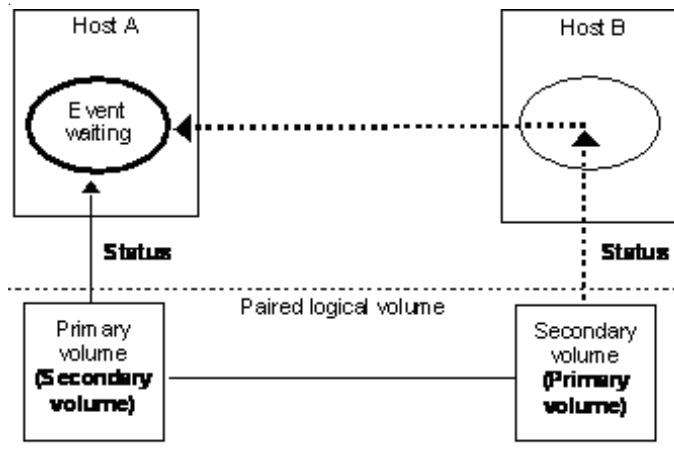 Host A
Host B
Event
waiting
Status
Status
Paired logical volume
Primary
volume
(Secondary
volume)
Secondary
volume
(Primary
volume)